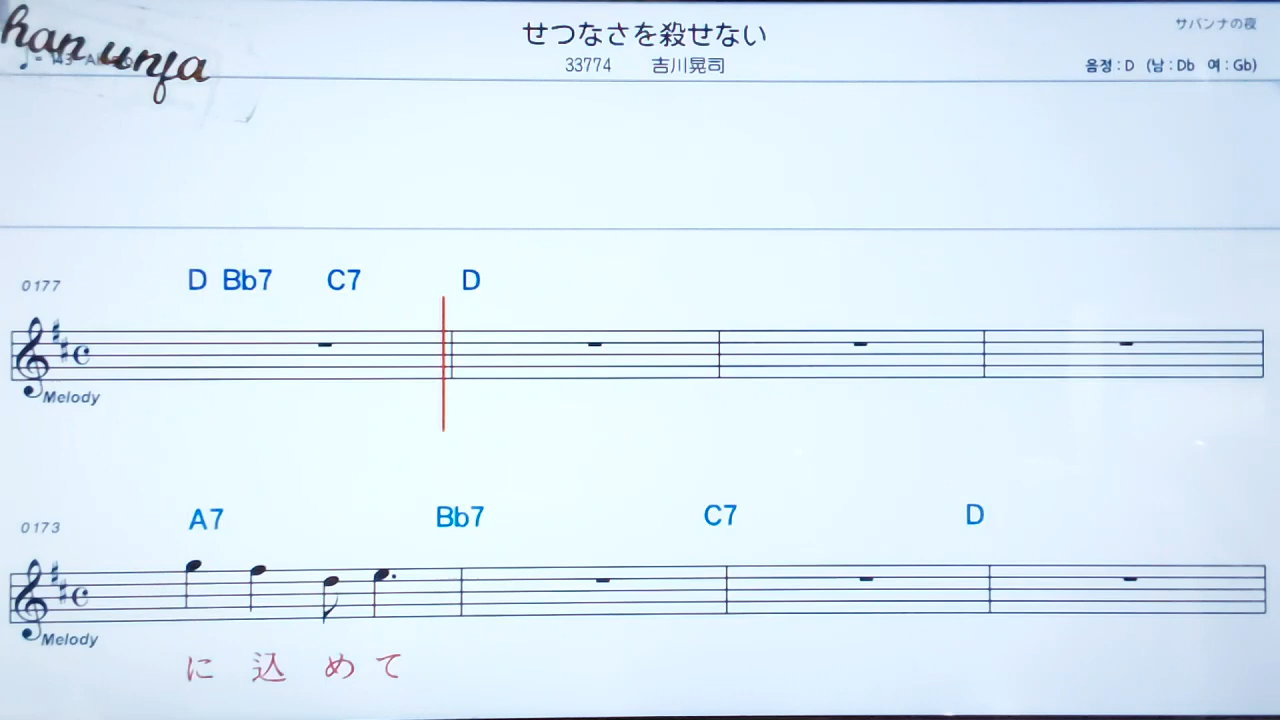 han unfa
せつなさを殺せない
サバンナの夜
33774 吉川晃司
음정 : D (남 : Db 여 : Gb)
0177 D Bb7 C7 D
Melody
0173 A7 Bb7 C7 D
Melody
に 込 め て